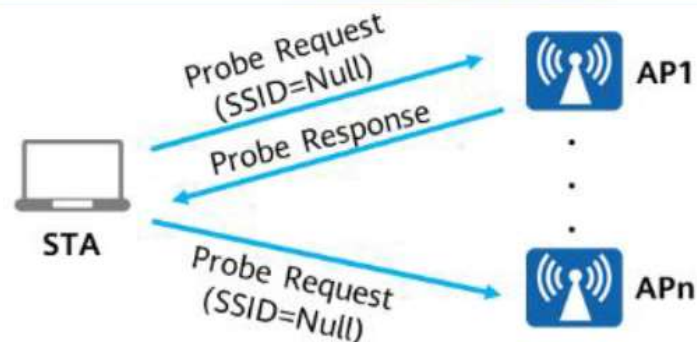 Probe Request
(SSID=Null)
AP1
Probe Response
STA
Probe Request
(SSID=Null)
APn